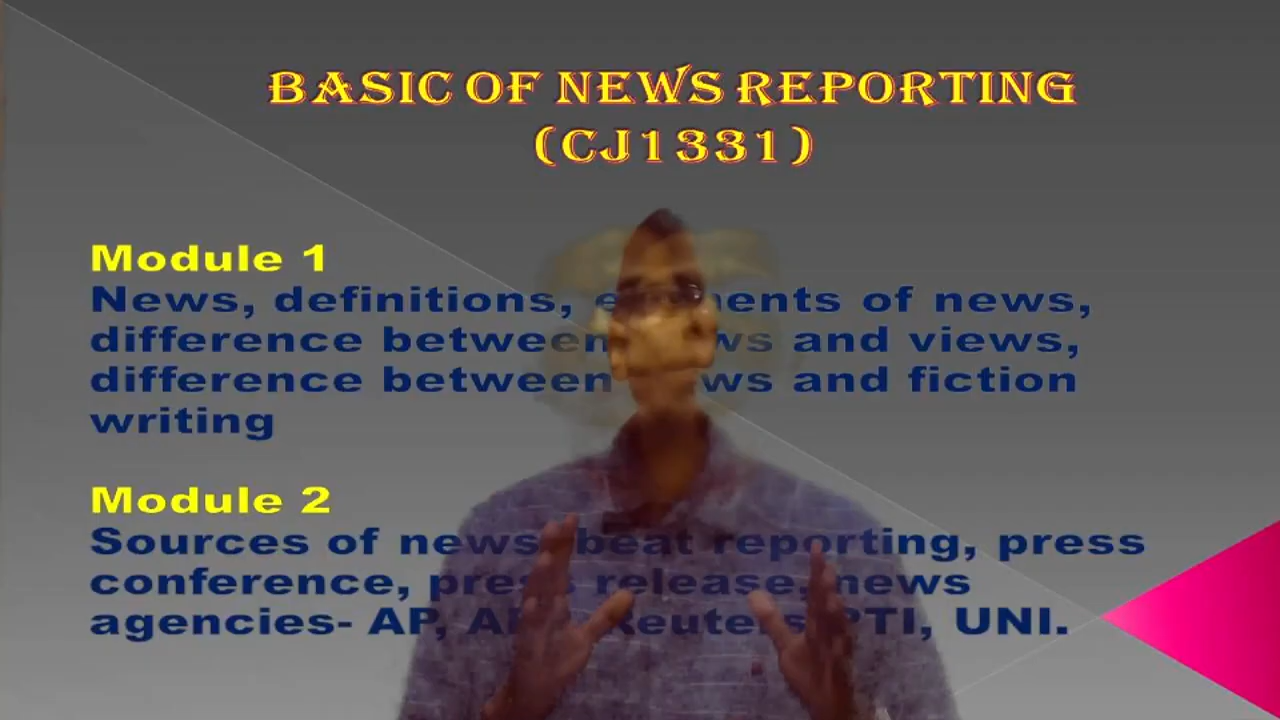 BASIC OF NEWS REPORTING
(CJ1331)
Module 1
News, definitions, elements of news,
difference between news and views,
difference between news and fiction
writing
Module 2
Sources of news, beat reporting, press
conference, press release, news
agencies- AP, Reuters, PTI, UNI.